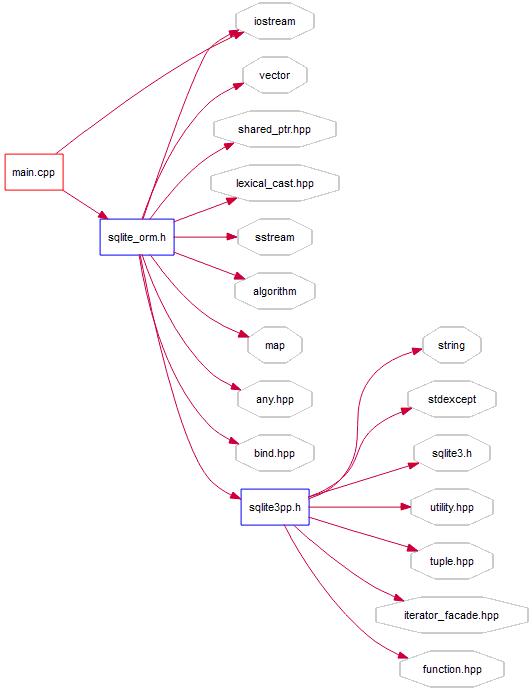 iostream
vector
shared_ptr.hpp
main.cpp
lexical_cast.hpp
sqlite_orm.h
sstream
algorithm
map
string
any.hpp
stdexcept
bind.hpp
sqlite3.h
sqlite3pp.h
utility.hpp
tuple.hpp
iterator_facade.hpp
function.hpp